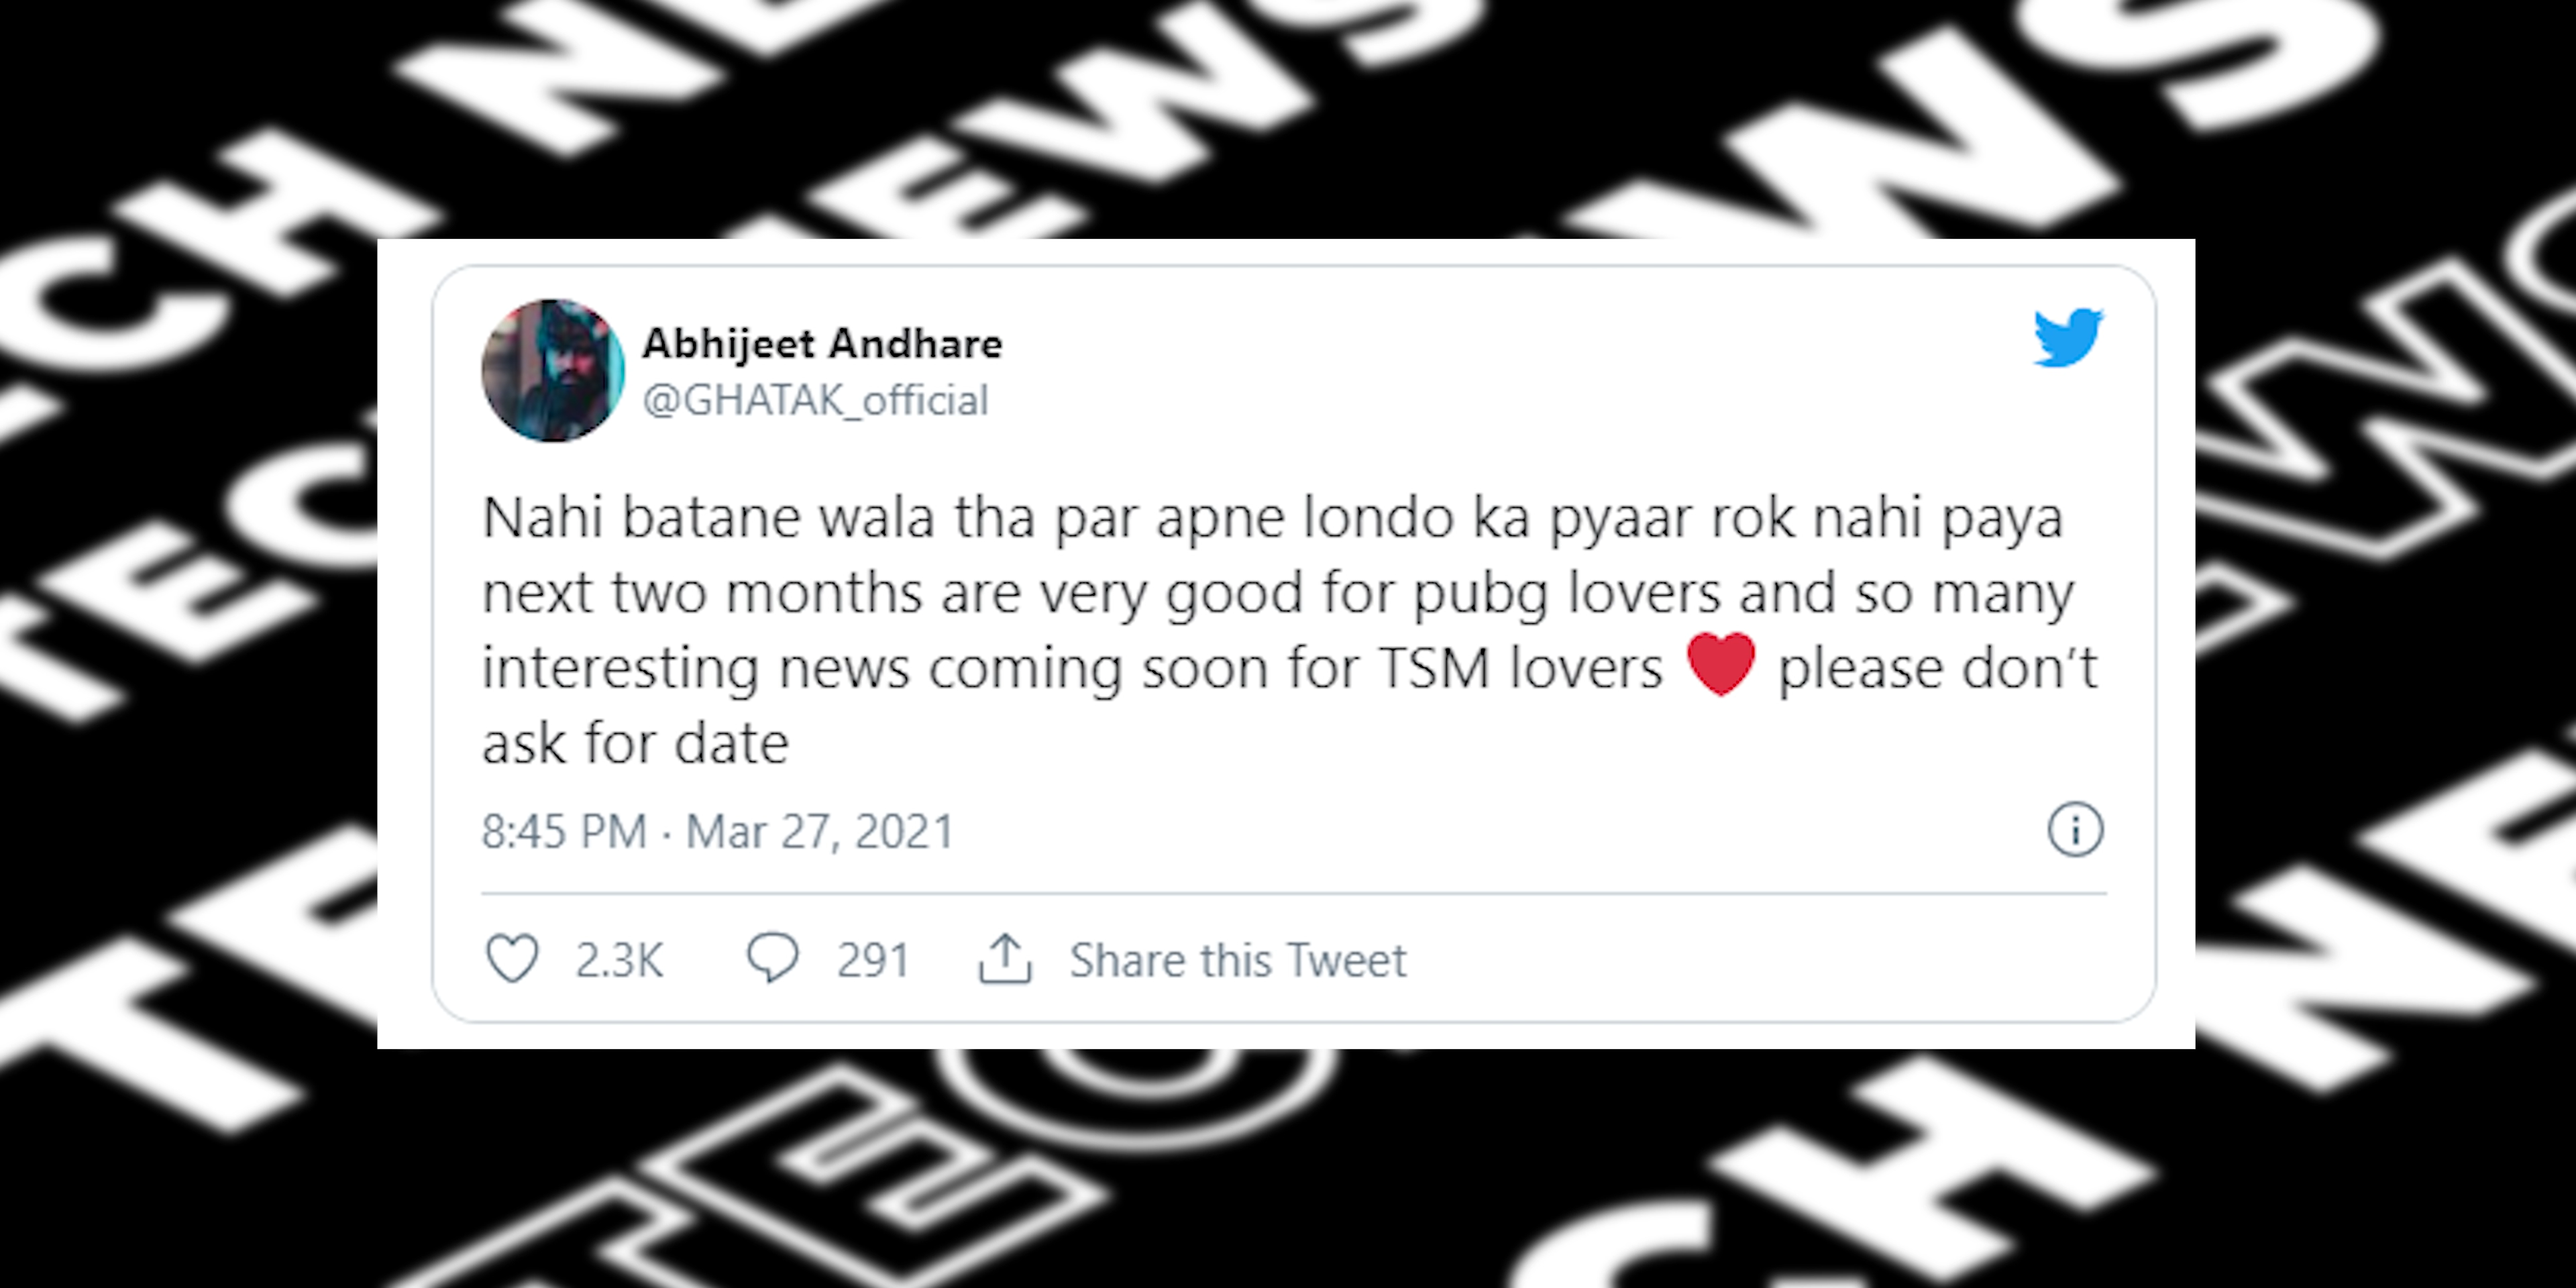 Abhijeet Andhare
@GHATAK_official
Nahi batane wala tha par apne londo ka pyaar rok nahi paya
next two months are very good for pubg lovers and so many
interesting news coming soon for TSM lovers ❤️ please don’t
ask for date
8:45 PM · Mar 27, 2021
2.3K 291 Share this Tweet